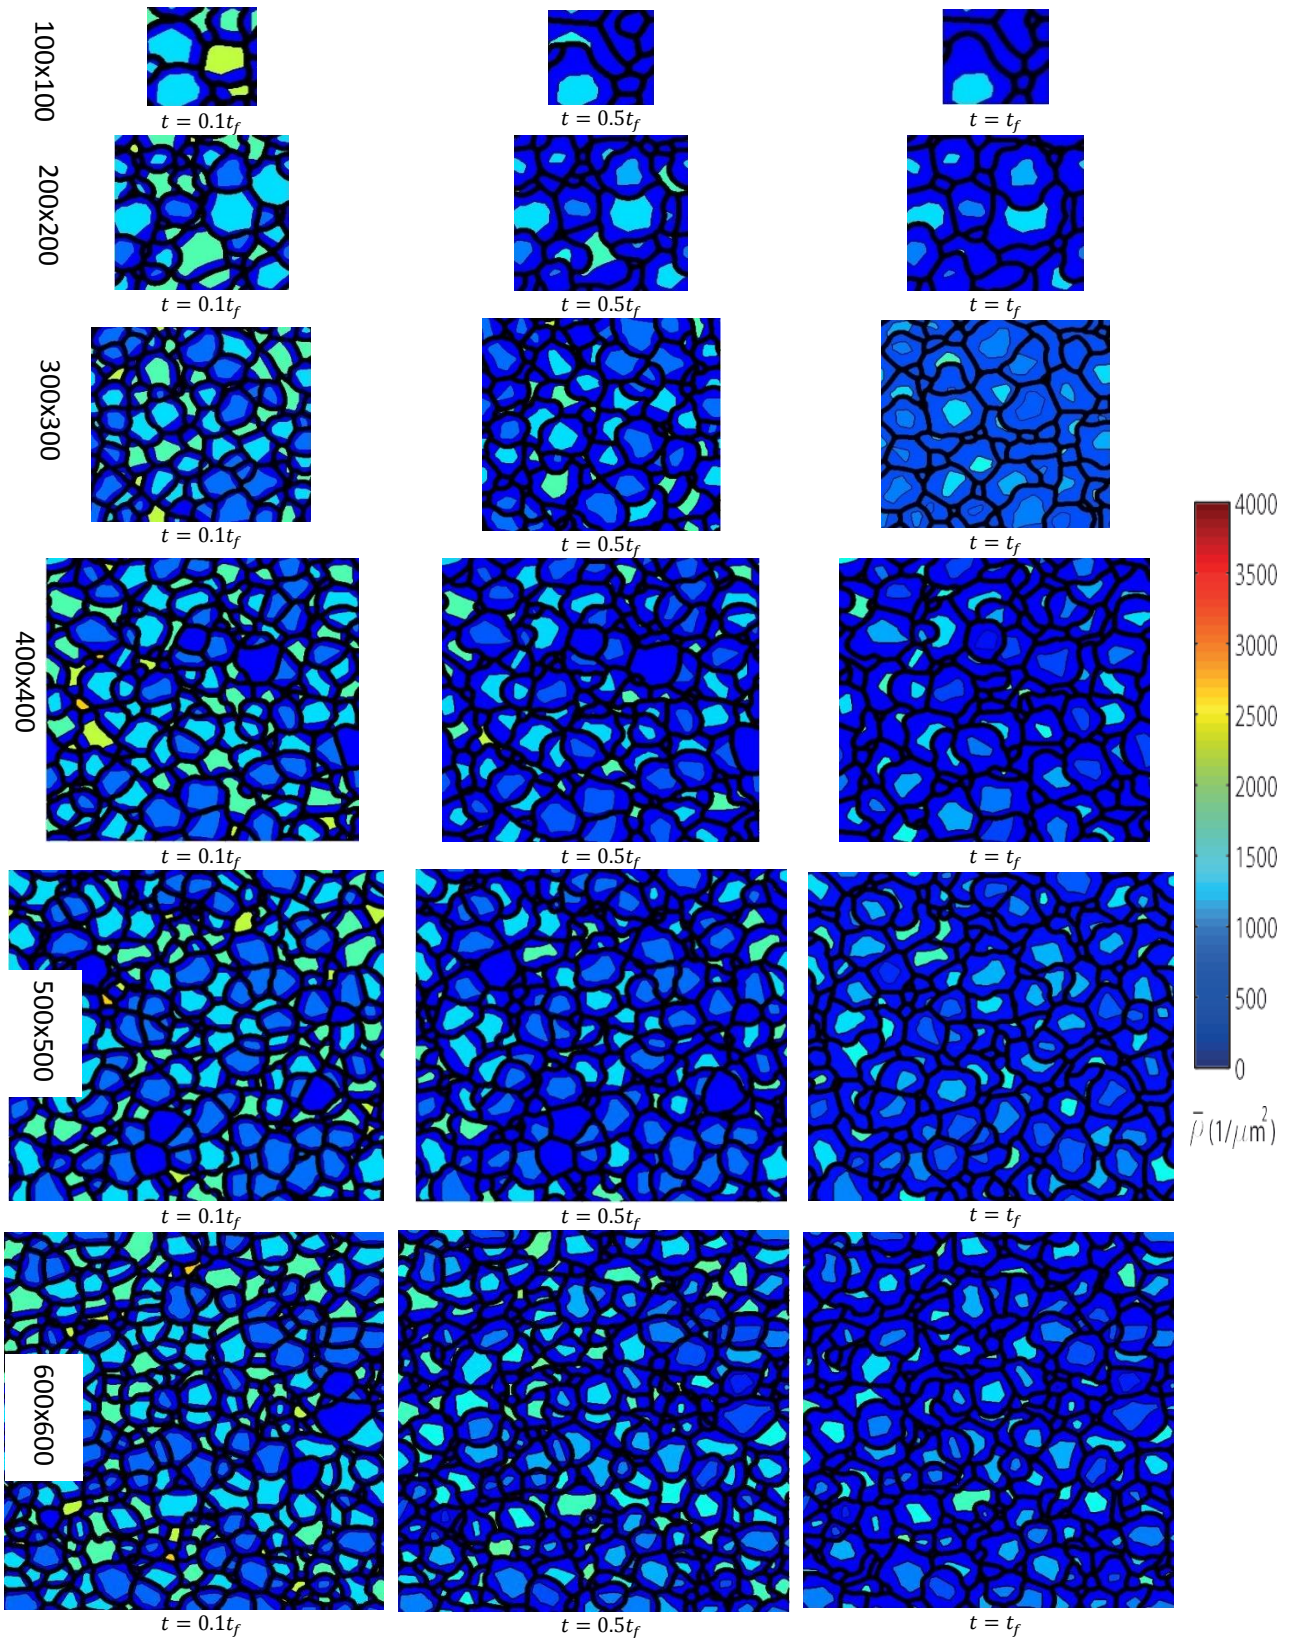 100x100
t = 0.1t_f
t = 0.5t_f
t = t_f
200x200
t = 0.1t_f
t = 0.5t_f
t = t_f
300x300
t = 0.1t_f
t = 0.5t_f
t = t_f
400x400
t = 0.1t_f
t = 0.5t_f
t = t_f
500x500
t = 0.1t_f
t = 0.5t_f
t = t_f
600x600
t = 0.1t_f
t = 0.5t_f
t = t_f
4000
3500
3000
2500
2000
1500
1000
500
0
ρ̅ (1/μm²)